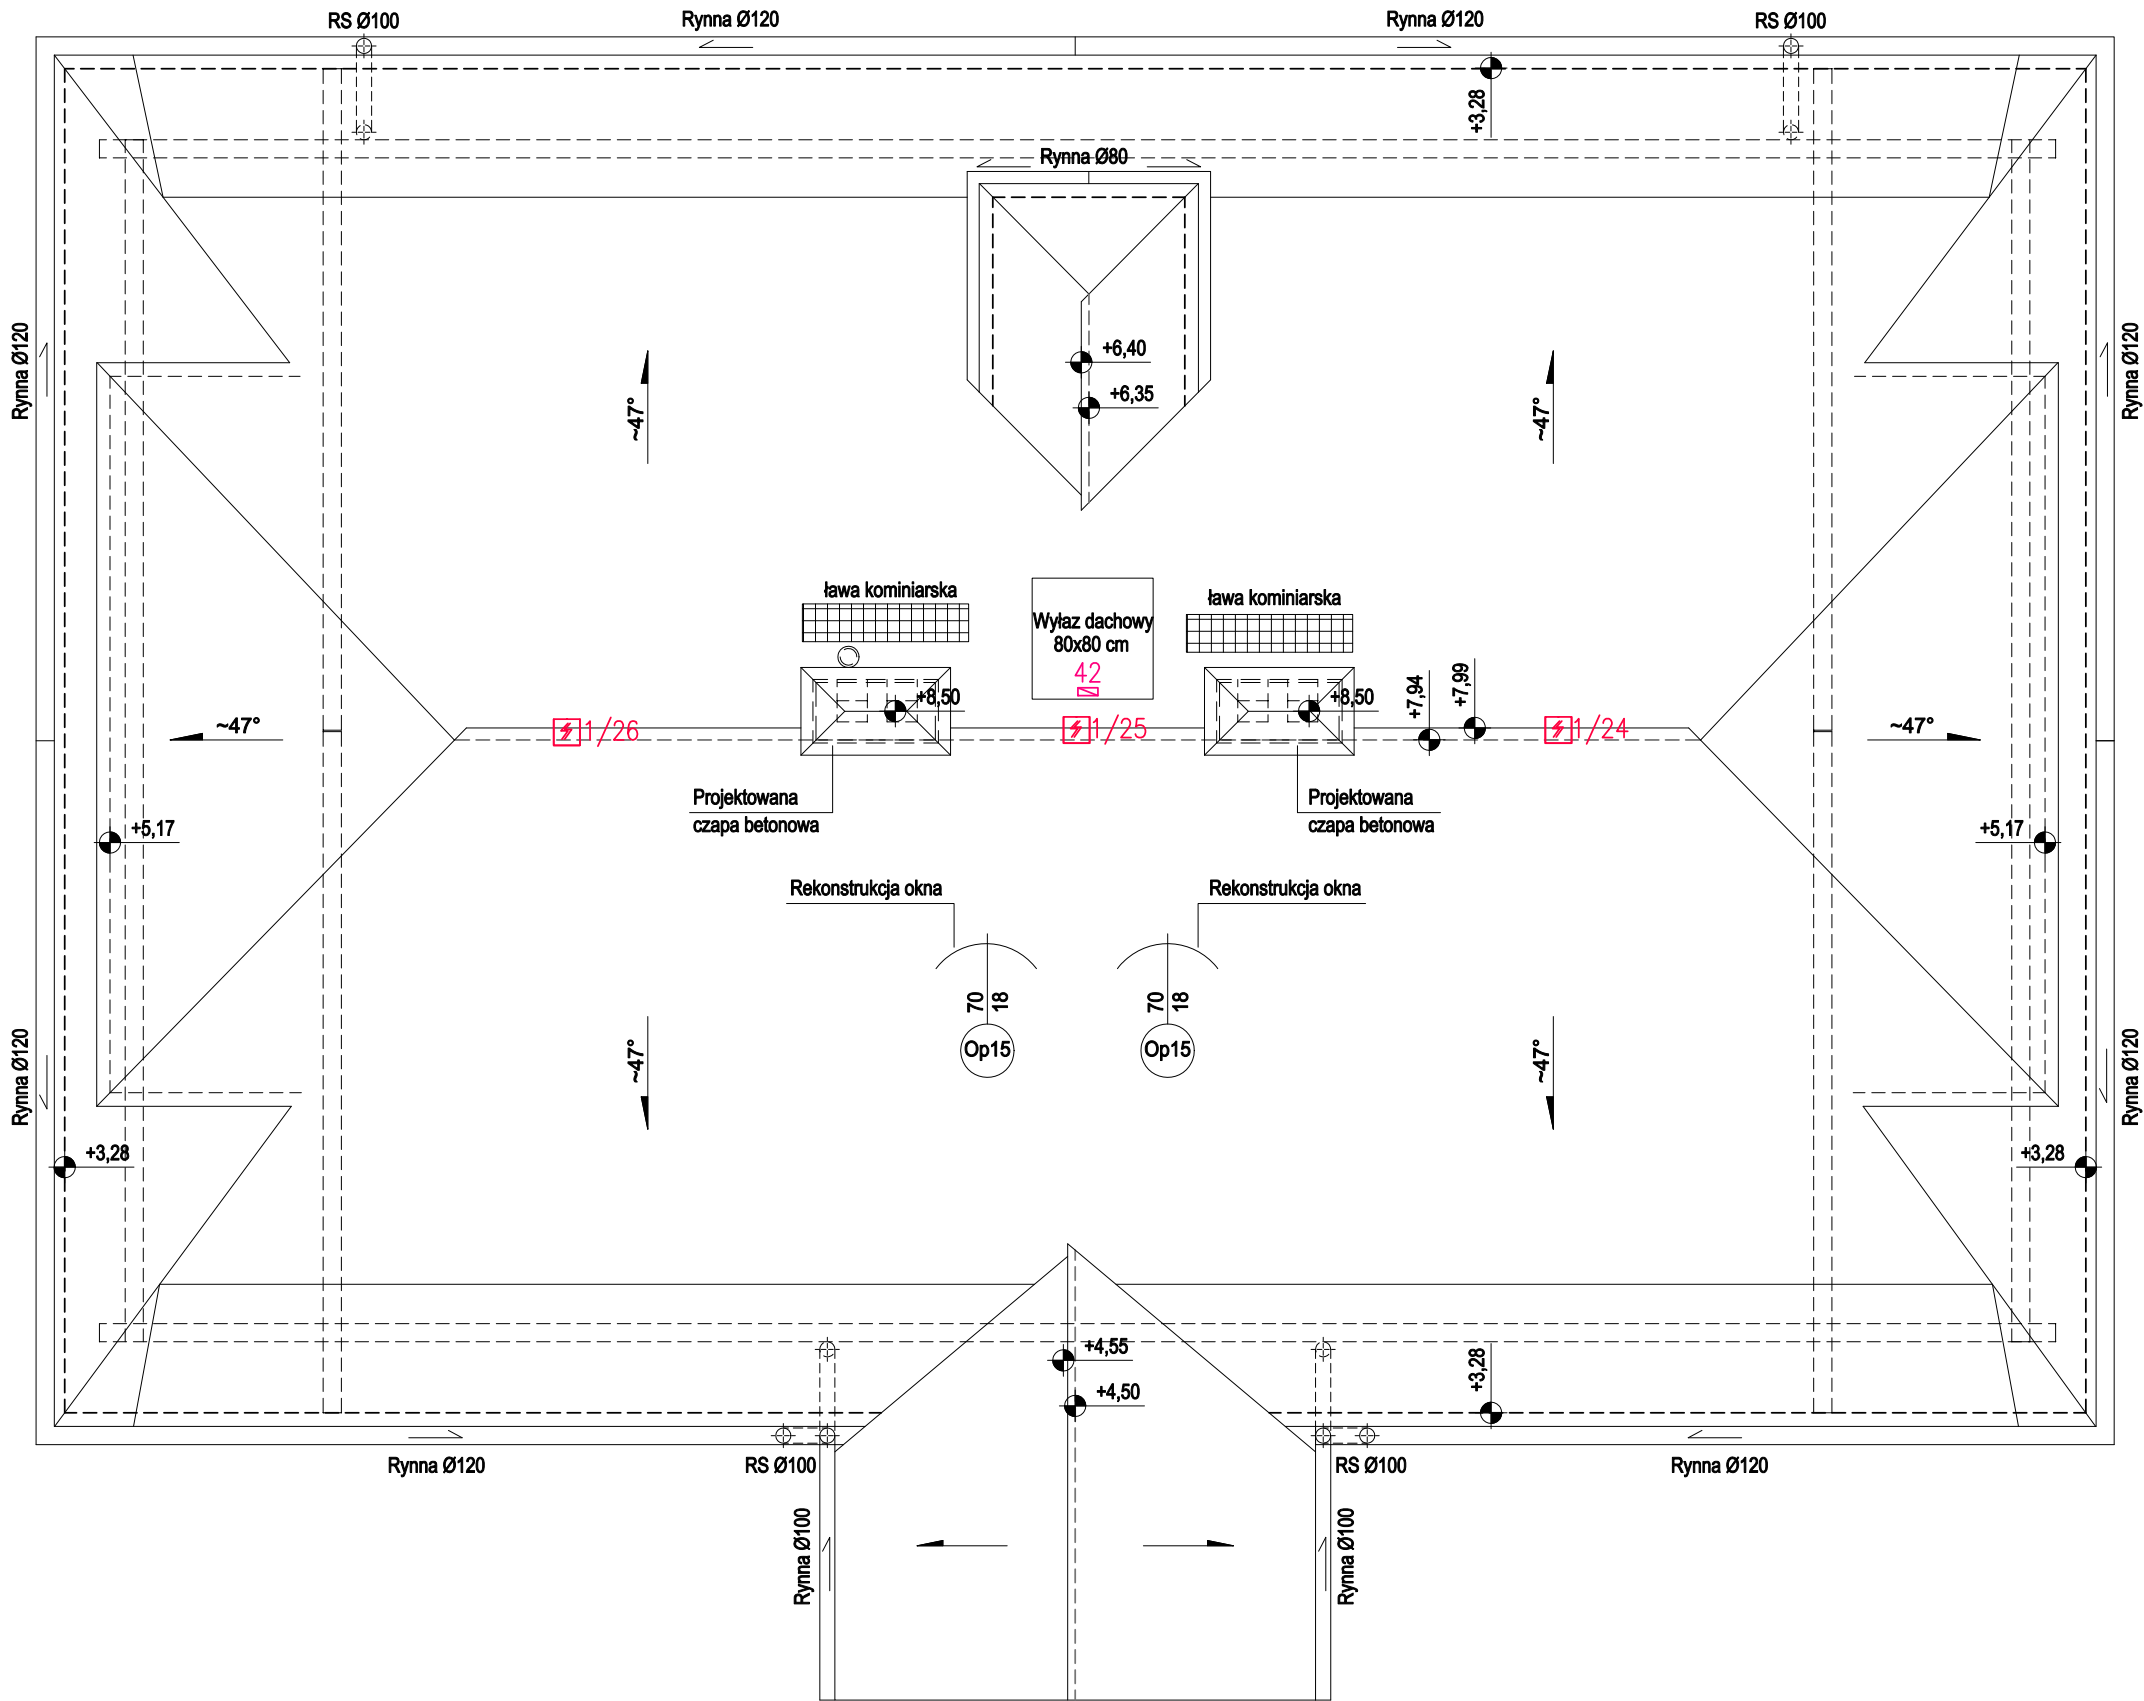 RS Ø100
Rynna Ø120
Rynna Ø120
RS Ø100
+3,28
Rynna Ø80
Rynna Ø120
Rynna Ø120
+6,40
+6,35
~47°
~47°
ława kominiarska
ława kominiarska
Wyłaz dachowy
80x80 cm
42
+8,50
+8,50
+7,94
+7,99
~47°
1/26
1/25
1/24
~47°
Projektowana
czapa betonowa
Projektowana
czapa betonowa
+5,17
+5,17
Rekonstrukcja okna
Rekonstrukcja okna
70
18
70
18
Op15
Op15
~47°
~47°
Rynna Ø120
Rynna Ø120
+3,28
+3,28
+4,55
+4,50
+3,28
Rynna Ø120
RS Ø100
RS Ø100
Rynna Ø120
Rynna Ø100
Rynna Ø100